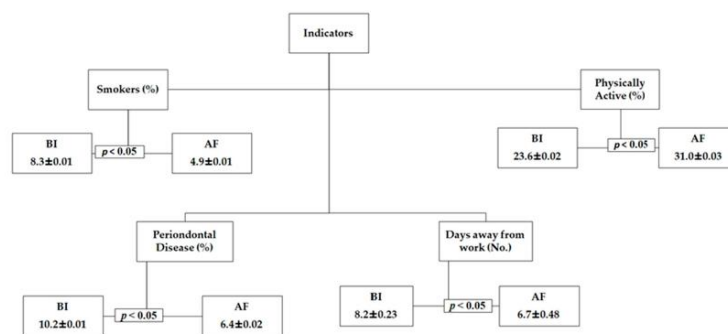 Indicators
Smokers (%)
Physically
Active (%)
BI
8.3±0.01
p < 0.05
AF
4.9±0.01
BI
23.6±0.02
p < 0.05
AF
31.0±0.03
Periondontal
Disease (%)
Days away from
work (No.)
BI
10.2±0.01
p < 0.05
AF
6.4±0.02
BI
8.2±0.23
p < 0.05
AF
6.7±0.48